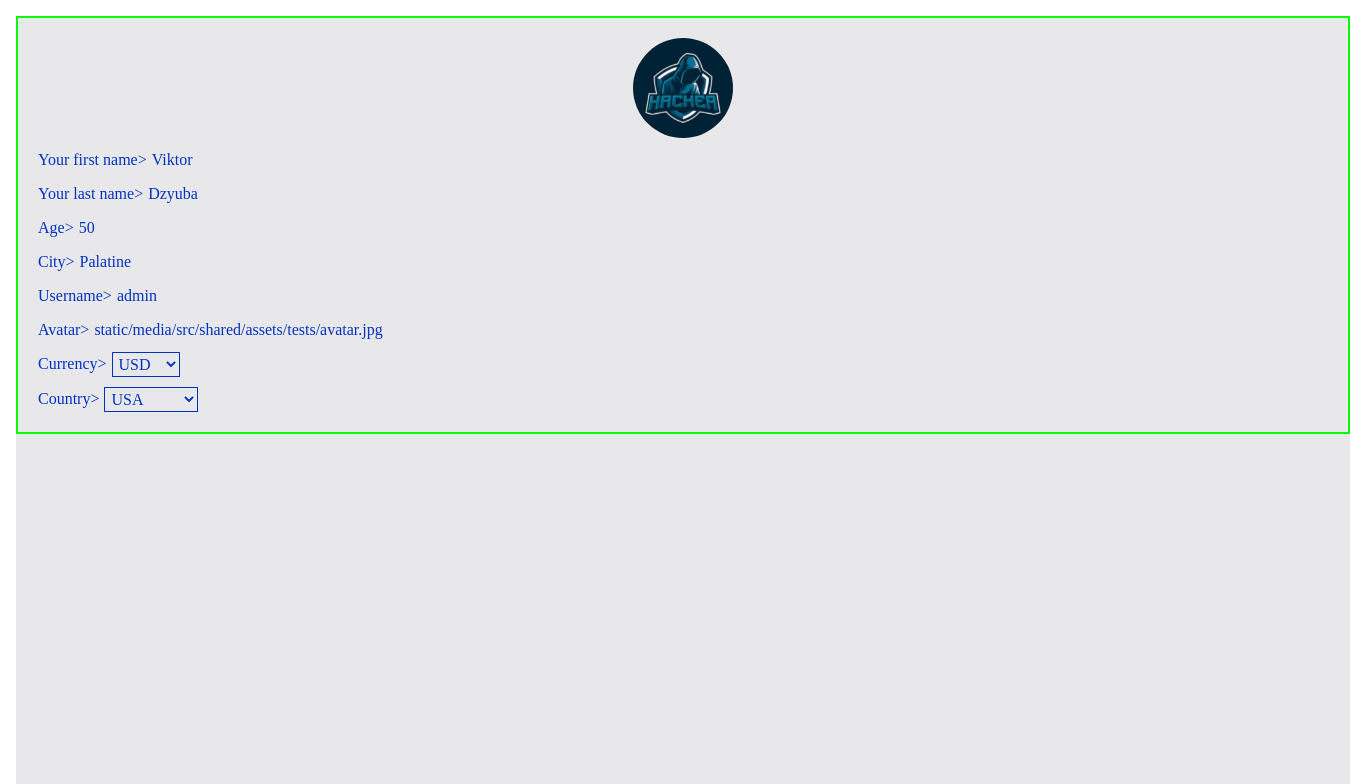 HACKER
Your first name> Viktor
Your last name> Dzyuba
Age> 50
City> Palatine
Username> admin
Avatar> static/media/src/shared/assets/tests/avatar.jpg
Currency> USD
Country> USA